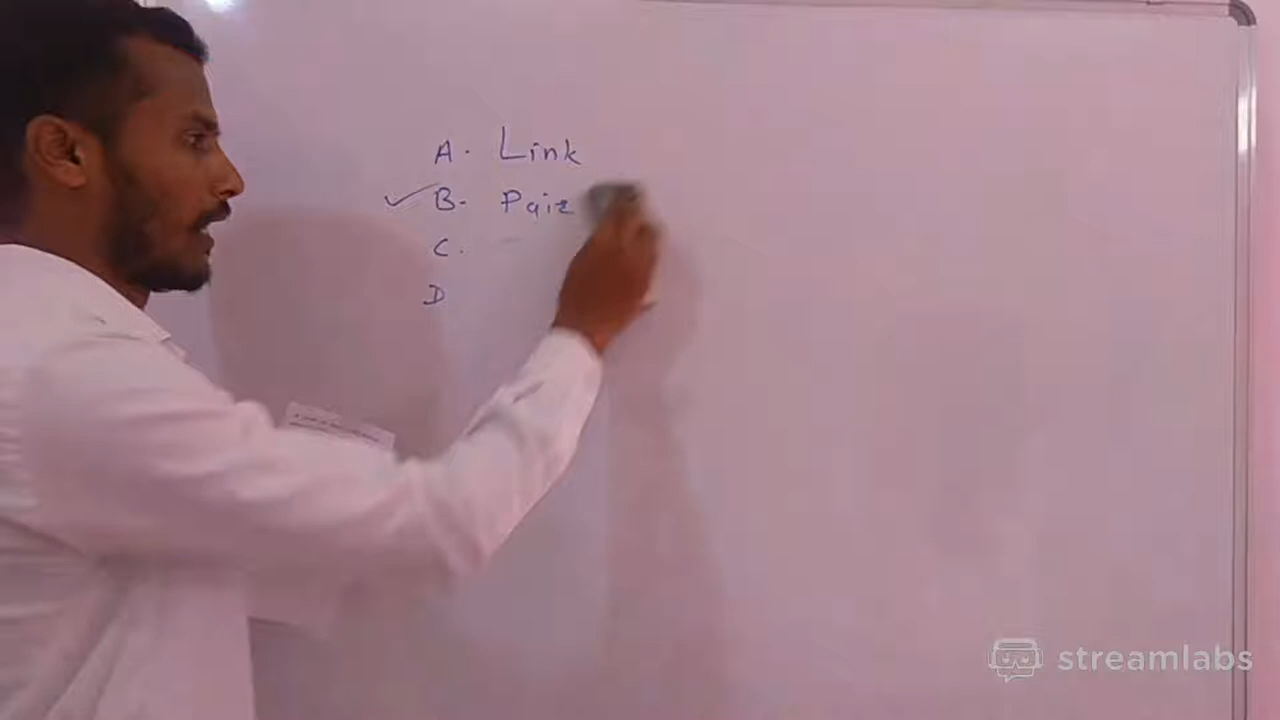 A. Link
✓ B. Pair
C.
D
streamlabs